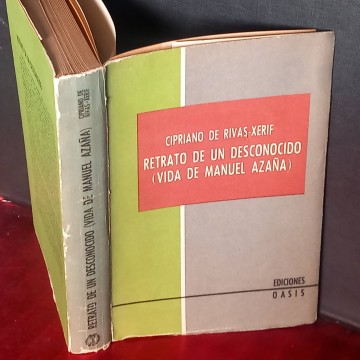 CIPRIANO DE RIVAS-XERIF
RETRATO DE UN DESCONOCIDO
(VIDA DE MANUEL AZAÑA)
EDICIONES
OASIS
CIPRIANO DE
RIVAS-XERIF
RETRATO DE UN DESCONOCIDO (VIDA DE MANUEL AZAÑA)